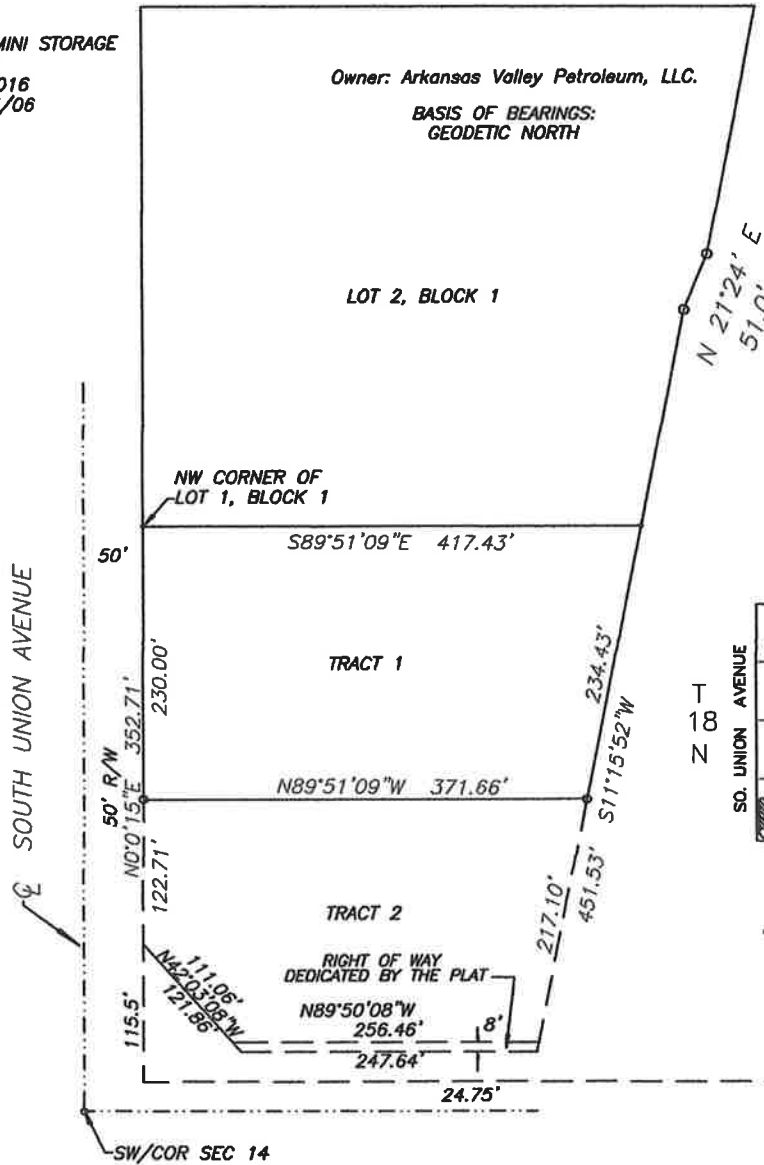 MINI STORAGE
016
/06
Owner: Arkansas Valley Petroleum, LLC.
BASIS OF BEARINGS:
GEODETIC NORTH
N 21°24' E
51.0'
LOT 2, BLOCK 1
NW CORNER OF
LOT 1, BLOCK 1
50'
S89°51'09"E 417.43'
SOUTH UNION AVENUE
50' R/W
N0°0'15"E 352.71'
230.00'
TRACT 1
234.43'
S11°15'52"W
T
18
N
SO. UNION AVENUE
N89°51'09"W 371.66'
122.71'
TRACT 2
217.10'
451.53'
RIGHT OF WAY
DEDICATED BY THE PLAT
111.06'
N42°03'08"W
121.86'
N89°50'08"W
256.46'
8'
247.64'
115.5'
24.75'
SW/COR SEC 14